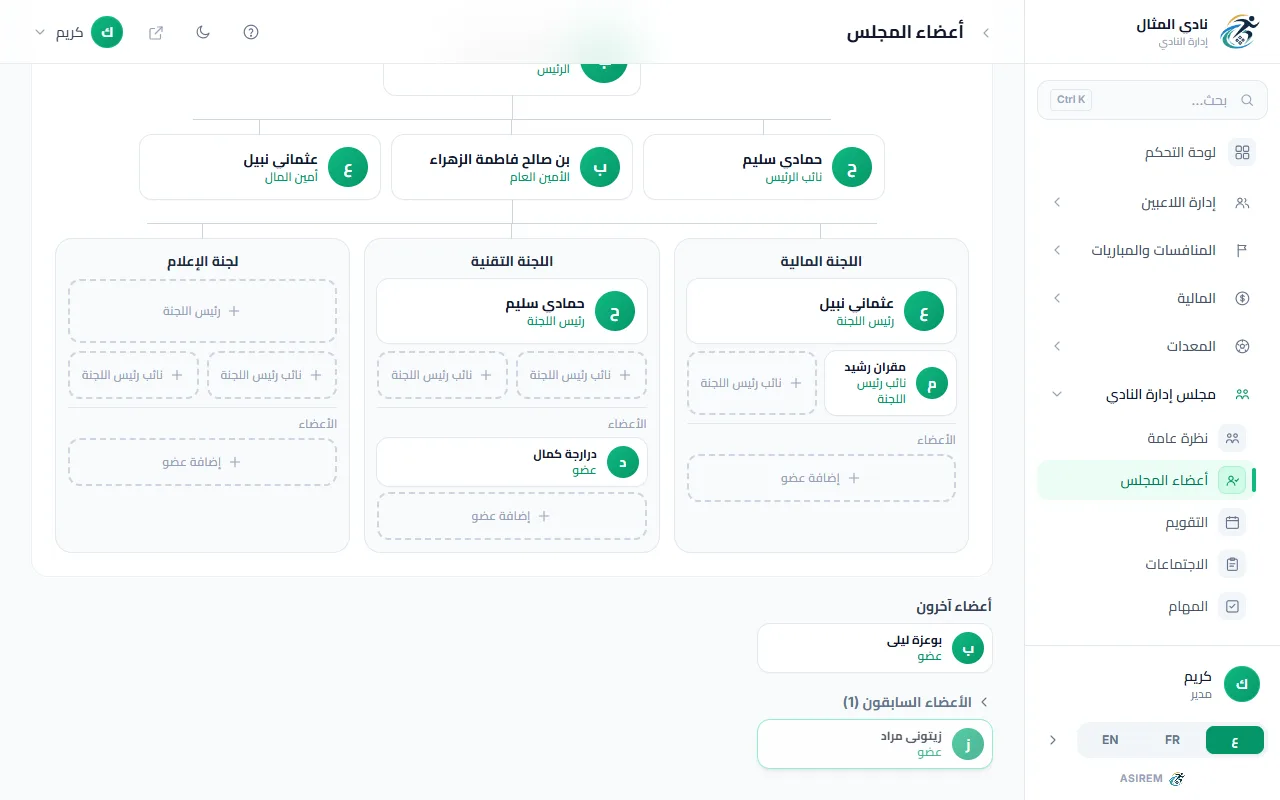 نادي المثال
إدارة النادي
بحث...
Ctrl K
لوحة التحكم
إدارة اللاعبين
المنافسات والمباريات
المالية
المعدات
مجلس إدارة النادي
نظرة عامة
أعضاء المجلس
التقويم
الاجتماعات
المهام
ك
كريم
مدير
ع
FR
EN
ASIREM
أعضاء المجلس
ك
كريم
الرئيس
ح
حمادي سليم
نائب الرئيس
ب
بن صالح فاطمة الزهراء
الأمين العام
ع
عثماني نبيل
أمين المال
اللجنة المالية
ع
عثماني نبيل
رئيس اللجنة
م
مقران رشيد
نائب رئيس
اللجنة
نائب رئيس اللجنة
الأعضاء
إضافة عضو
اللجنة التقنية
ح
حمادي سليم
رئيس اللجنة
نائب رئيس اللجنة
نائب رئيس اللجنة
الأعضاء
د
درارجة كمال
عضو
إضافة عضو
لجنة الإعلام
رئيس اللجنة
نائب رئيس اللجنة
نائب رئيس اللجنة
الأعضاء
إضافة عضو
أعضاء آخرون
ب
بوعزة ليلى
عضو
الأعضاء السابقون (1)
ز
زيتوني مراد
عضو